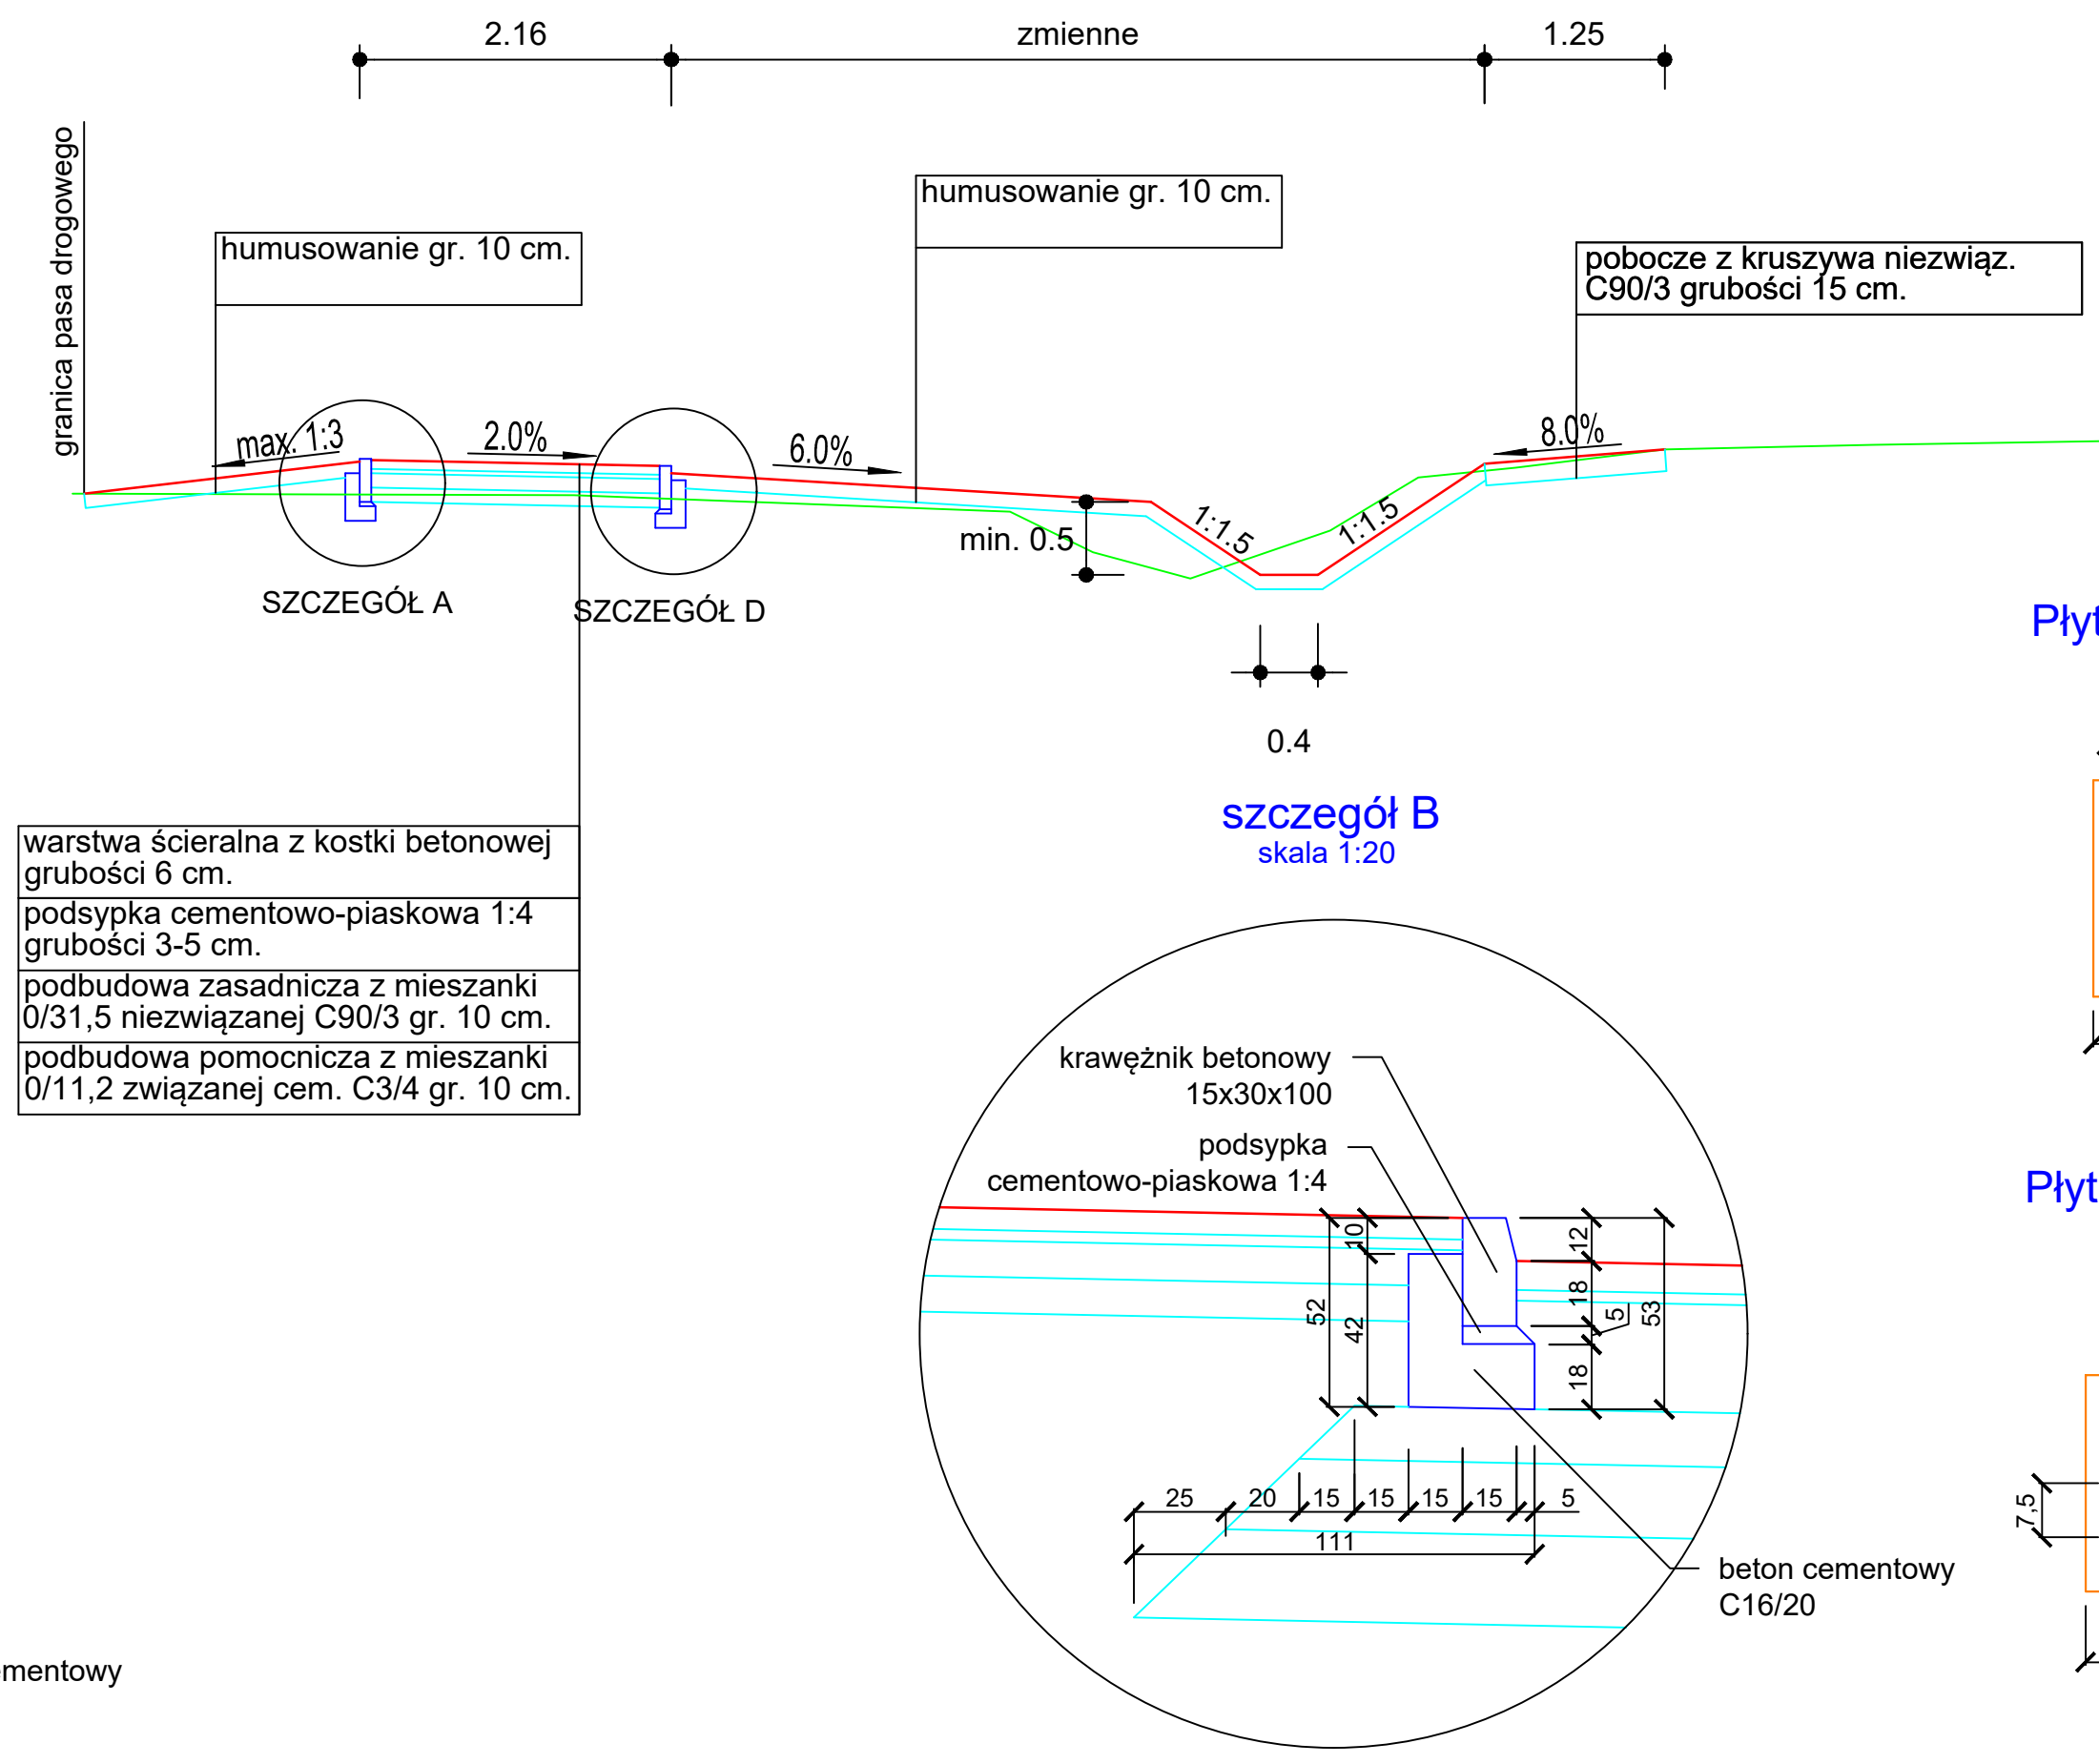 2.16
zmienne
1.25
granica pasa drogowego
humusowanie gr. 10 cm.
humusowanie gr. 10 cm.
pobocze z kruszywa niezwiąz.
C90/3 grubości 15 cm.
max. 1:3
2.0%
6.0%
8.0%
1:1.5
1:1.5
min. 0.5
SZCZEGÓŁ A
SZCZEGÓŁ D
0.4
Płyt
szczegół B
skala 1:20
warstwa ścieralna z kostki betonowej
grubości 6 cm.
podsypka cementowo-piaskowa 1:4
grubości 3-5 cm.
podbudowa zasadnicza z mieszanki
0/31,5 niezwiązanej C90/3 gr. 10 cm.
podbudowa pomocnicza z mieszanki
0/11,2 związanej cem. C3/4 gr. 10 cm.
krawężnik betonowy
15x30x100
podsypka
cementowo-piaskowa 1:4
Płyt
10
52
42
12
18
5
53
18
25
20
15
15
15
15
5
111
7,5
beton cementowy
C16/20
mentowy